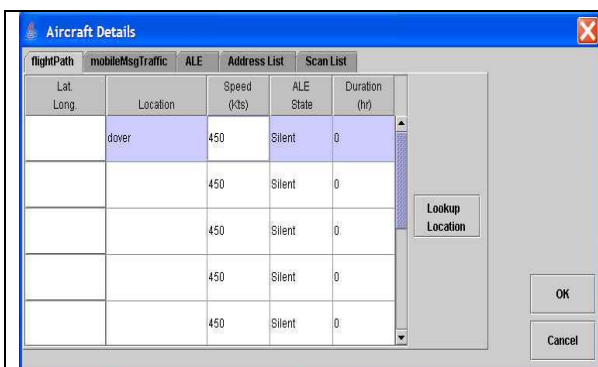 Aircraft Details
flightPath mobileMsgTraffic ALE Address List Scan List
Lat. Long. Location Speed (Kts) ALE State Duration (hr)
dover 450 Silent 0
450 Silent 0
450 Silent 0
450 Silent 0
450 Silent 0
Lookup Location
OK
Cancel